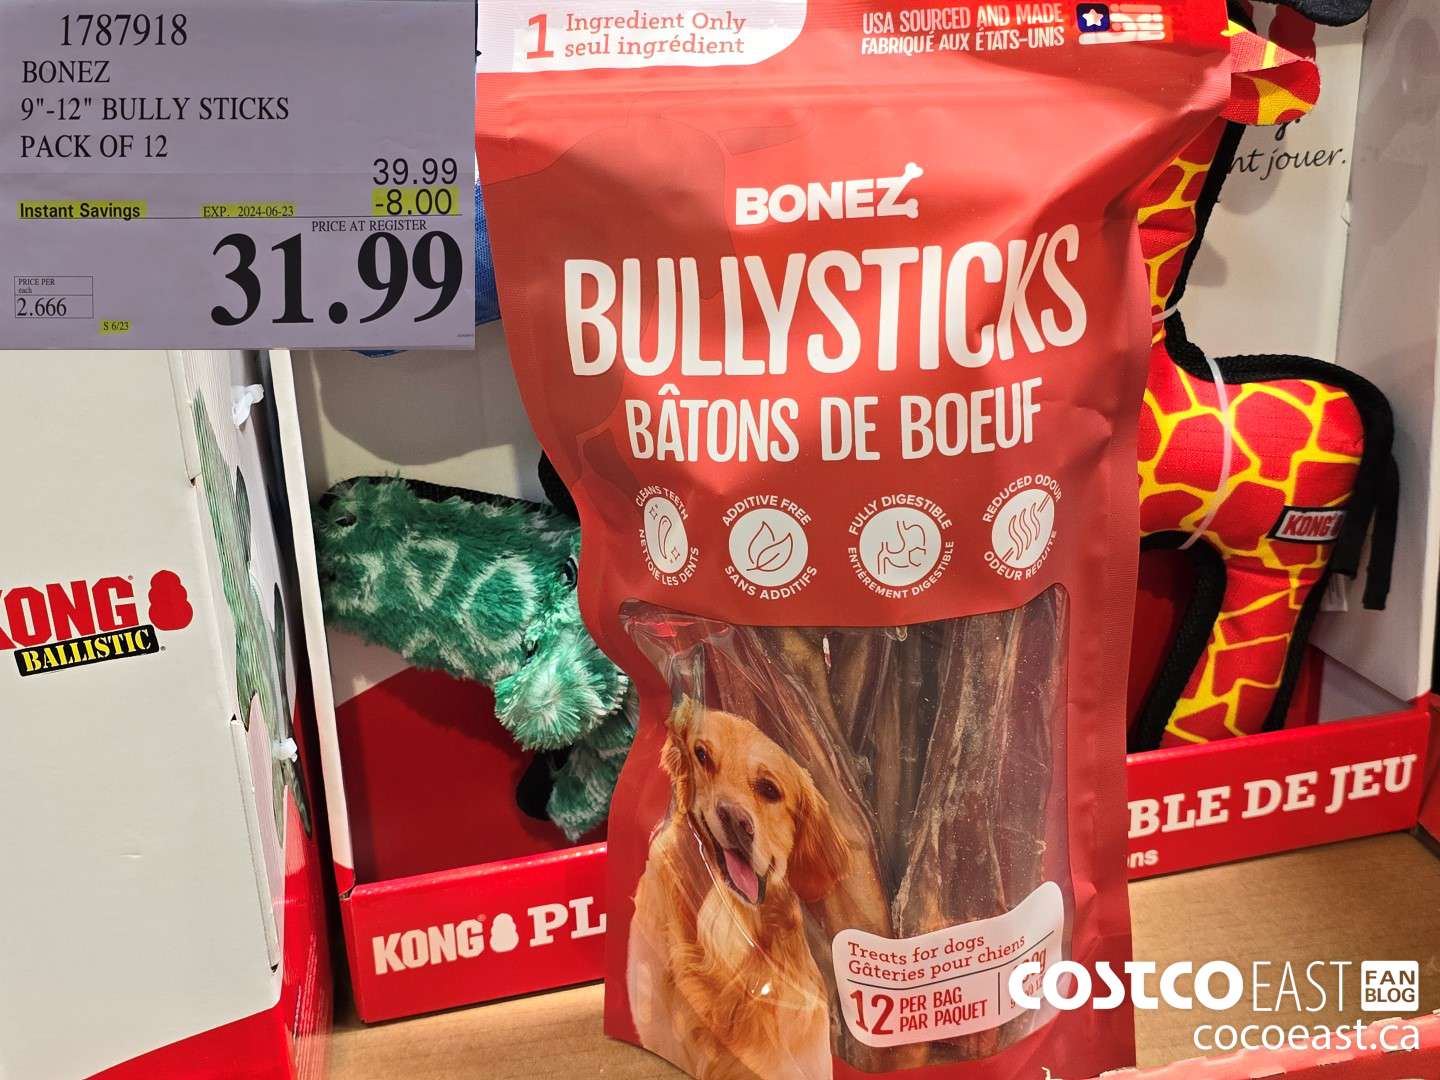 1787918
BONEZ
9"-12" BULLY STICKS
PACK OF 12
39.99
Instant Savings EXP. 2024-06-23 -8.00
PRICE AT REGISTER
31.99
PRICE PER
each
2.666
S 6/23
1 Ingredient Only
seul ingrédient
USA SOURCED AND MADE
FABRIQUÉ AUX ÉTATS-UNIS
nt jouer.
BONEZ
BULLYSTICKS
BÂTONS DE BOEUF
CLEANS TEETH
NETTOIE LES DENTS
ADDITIVE FREE
SANS ADDITIFS
FULLY DIGESTIBLE
ENTIÈREMENT DIGESTIBLE
REDUCED ODOUR
ODEUR RÉDUITE
KONG
KONG
BALLISTIC
BLE DE JEU
ons
KONG PL
Treats for dogs
Gâteries pour chiens
12 PER BAG
PAR PAQUET
COSTCO EAST FAN BLOG
cocoeast.ca